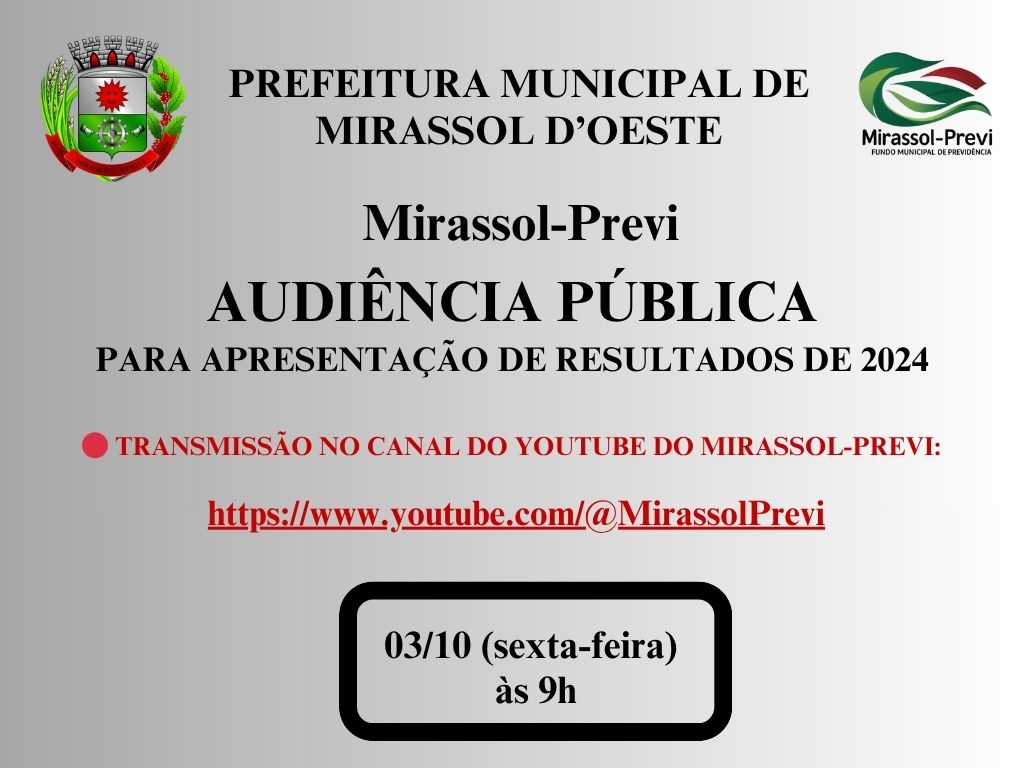 PREFEITURA MUNICIPAL DE
MIRASSOL D’OESTE
Mirassol-Previ
FUNDO MUNICIPAL DE PREVIDÊNCIA
Mirassol-Previ
AUDIÊNCIA PÚBLICA
PARA APRESENTAÇÃO DE RESULTADOS DE 2024
TRANSMISSÃO NO CANAL DO YOUTUBE DO MIRASSOL-PREVI:
https://www.youtube.com/@MirassolPrevi
03/10 (sexta-feira)
às 9h